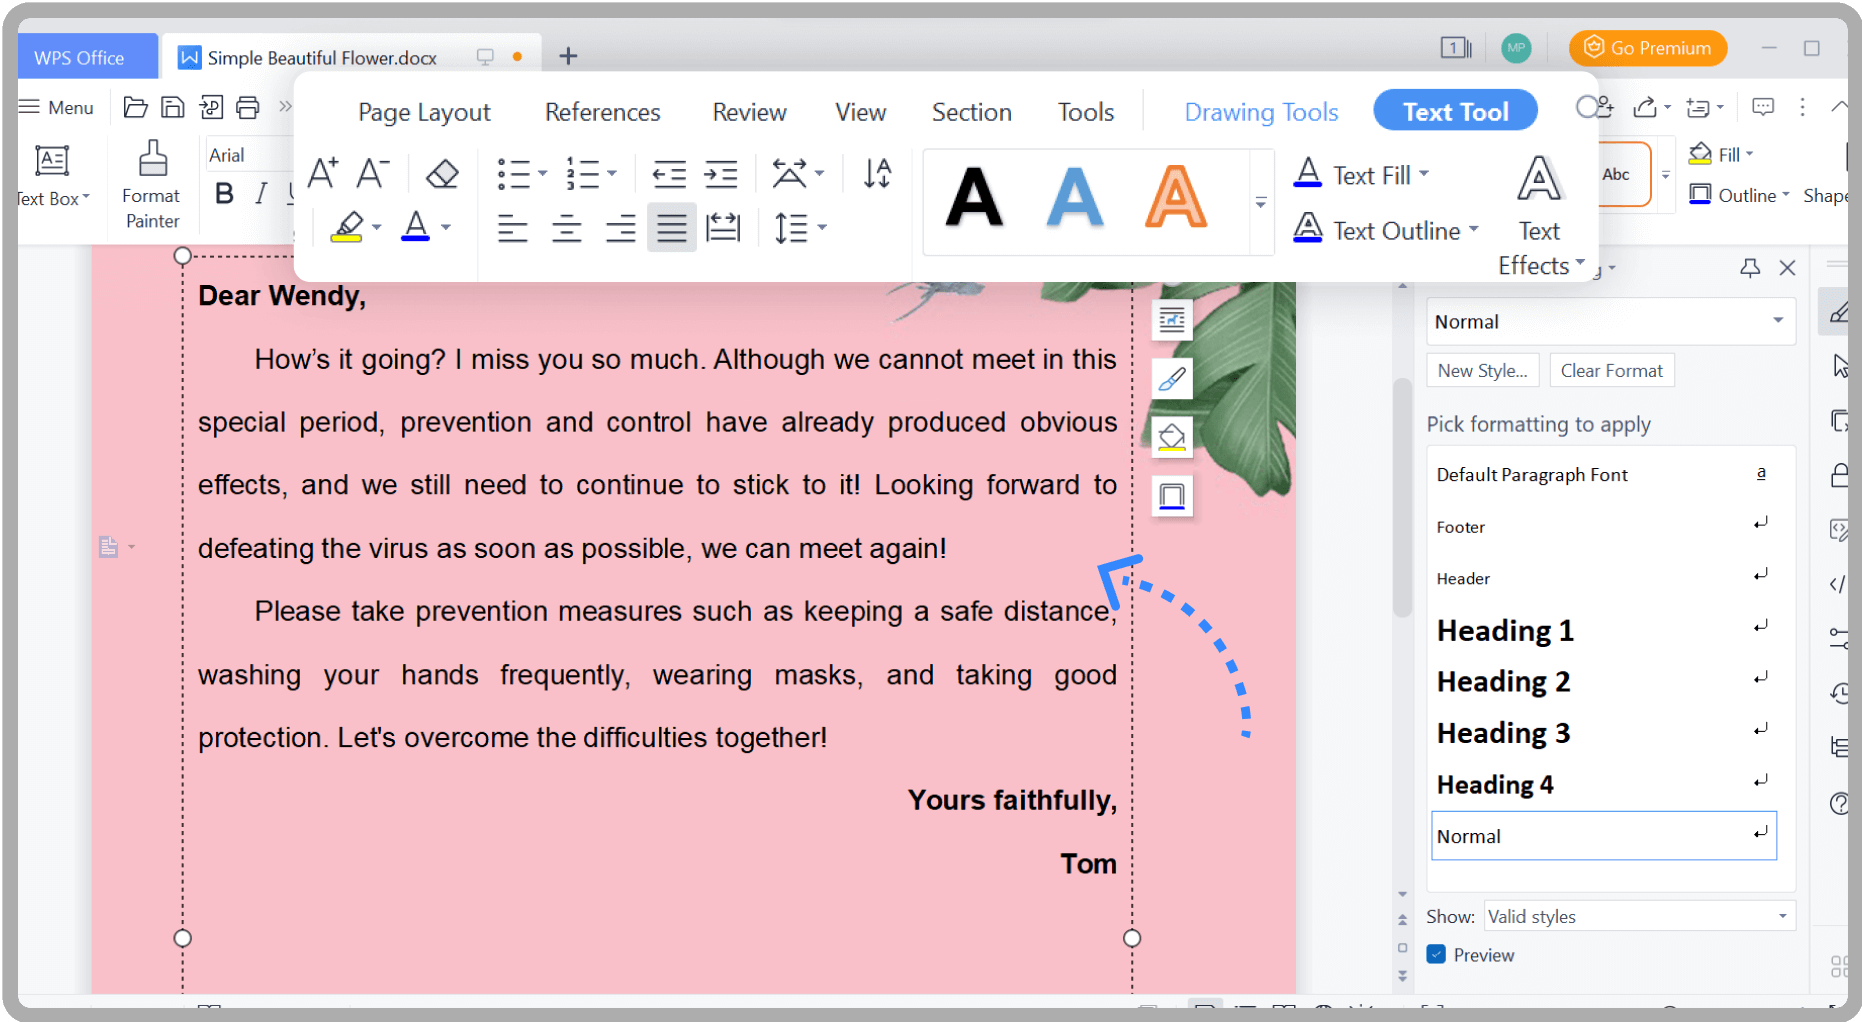 WPS Office
Simple Beautiful Flower.docx
1
MP
Go Premium
Menu
Page Layout
References
Review
View
Section
Tools
Drawing Tools
Text Tool
Text Box
Format
Painter
Arial
B I U
A+ A-
A A A
Text Fill
Text Outline
Text
Effects
Abc
Fill
Outline
Shape
Dear Wendy,
How’s it going? I miss you so much. Although we cannot meet in this
special period, prevention and control have already produced obvious
effects, and we still need to continue to stick to it! Looking forward to
defeating the virus as soon as possible, we can meet again!
Please take prevention measures such as keeping a safe distance,
washing your hands frequently, wearing masks, and taking good
protection. Let's overcome the difficulties together!
Yours faithfully,
Tom
Normal
New Style...
Clear Format
Pick formatting to apply
Default Paragraph Font a
Footer
Header
Heading 1
Heading 2
Heading 3
Heading 4
Normal
Show: Valid styles
Preview